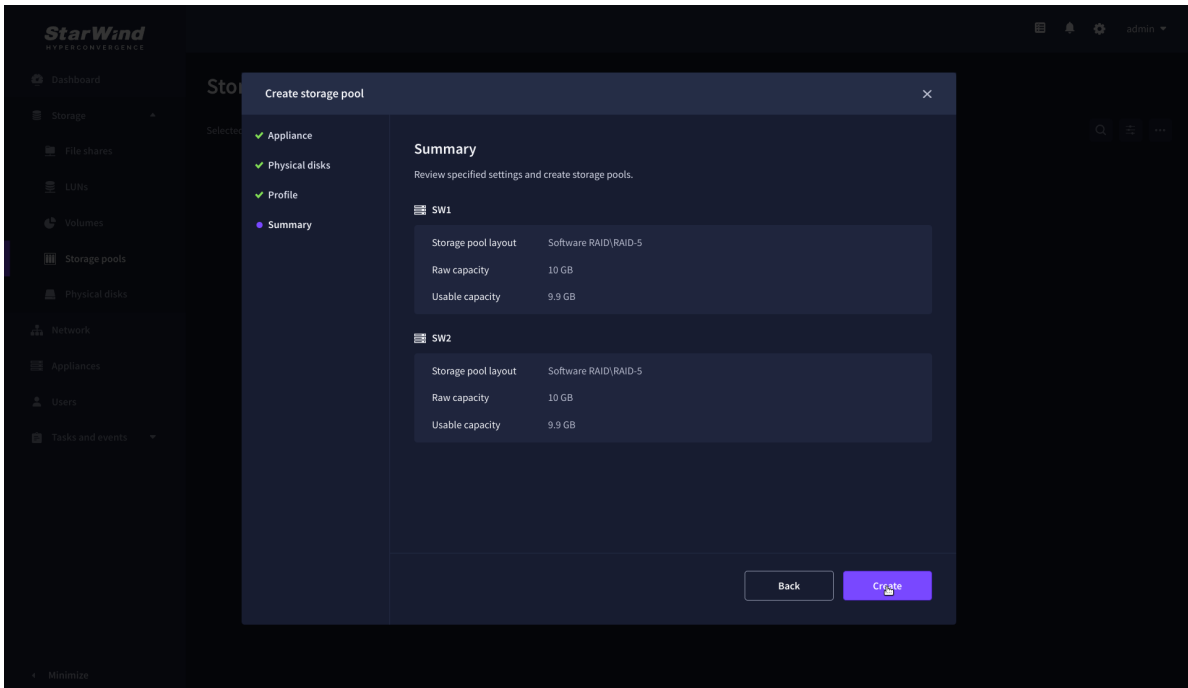 StarWind
HYPERCONVERGENCE
admin
Dashboard
Storage
File shares
LUNs
Volumes
Storage pools
Physical disks
Network
Appliances
Users
Tasks and events
Minimize
Stor
Selected
Create storage pool
Appliance
Physical disks
Profile
Summary
Summary
Review specified settings and create storage pools.
SW1
Storage pool layout Software RAID\RAID-5
Raw capacity 10 GB
Usable capacity 9.9 GB
SW2
Storage pool layout Software RAID\RAID-5
Raw capacity 10 GB
Usable capacity 9.9 GB
Back Create